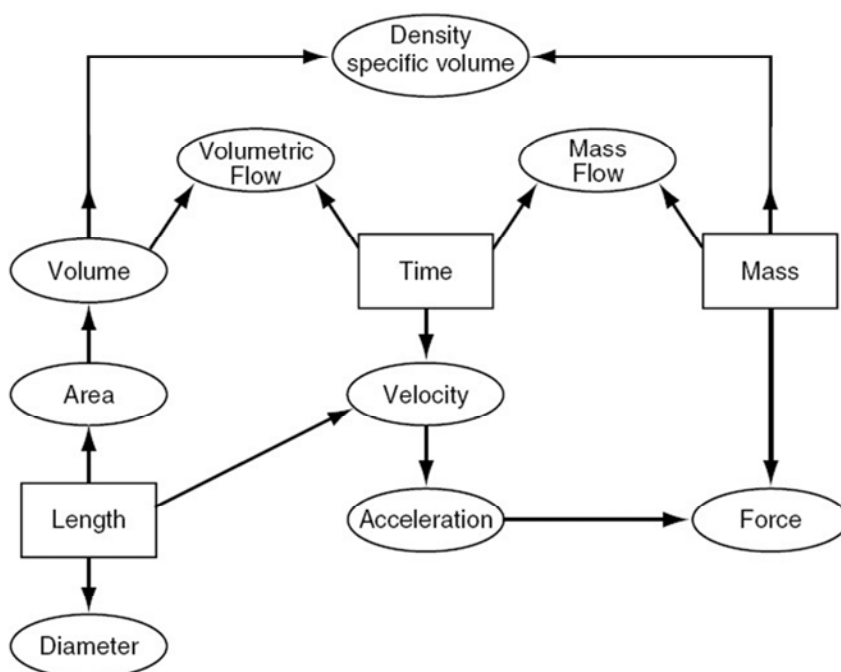 Density
specific volume
Volumetric
Flow
Mass
Flow
Volume
Time
Mass
Area
Velocity
Length
Acceleration
Force
Diameter